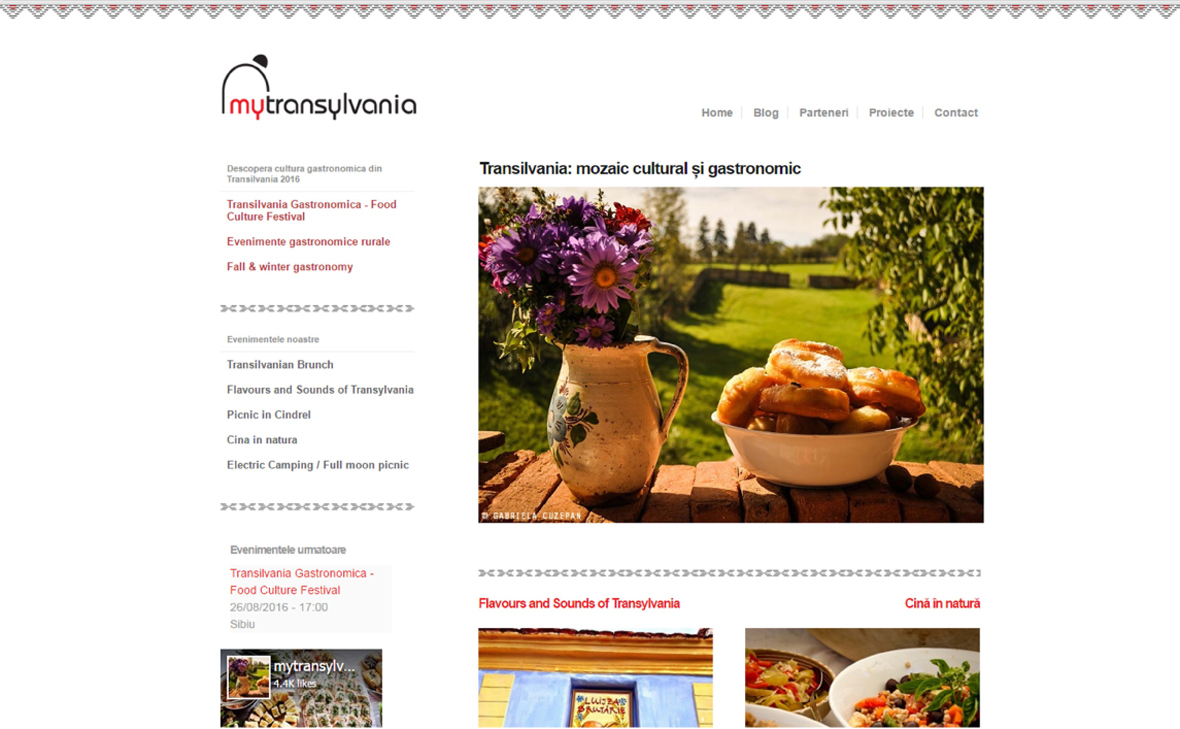 mytransylvania
Home
Blog
Parteneri
Proiecte
Contact
Descopera cultura gastronomica din
Transilvania 2016
Transilvania Gastronomica - Food
Culture Festival
Evenimente gastronomice rurale
Fall & winter gastronomy
Evenimentele noastre
Transilvanian Brunch
Flavours and Sounds of Transylvania
Picnic in Cindrel
Cina in natura
Electric Camping / Full moon picnic
Evenimentele urmatoare
Transilvania Gastronomica -
Food Culture Festival
26/08/2016 - 17:00
Sibiu
mytransylv...
4.4K likes
Transilvania: mozaic cultural și gastronomic
© GABRIELA CUZEPAN
Flavours and Sounds of Transylvania
Cină în natură
LUIZA
BRUTĂRIE